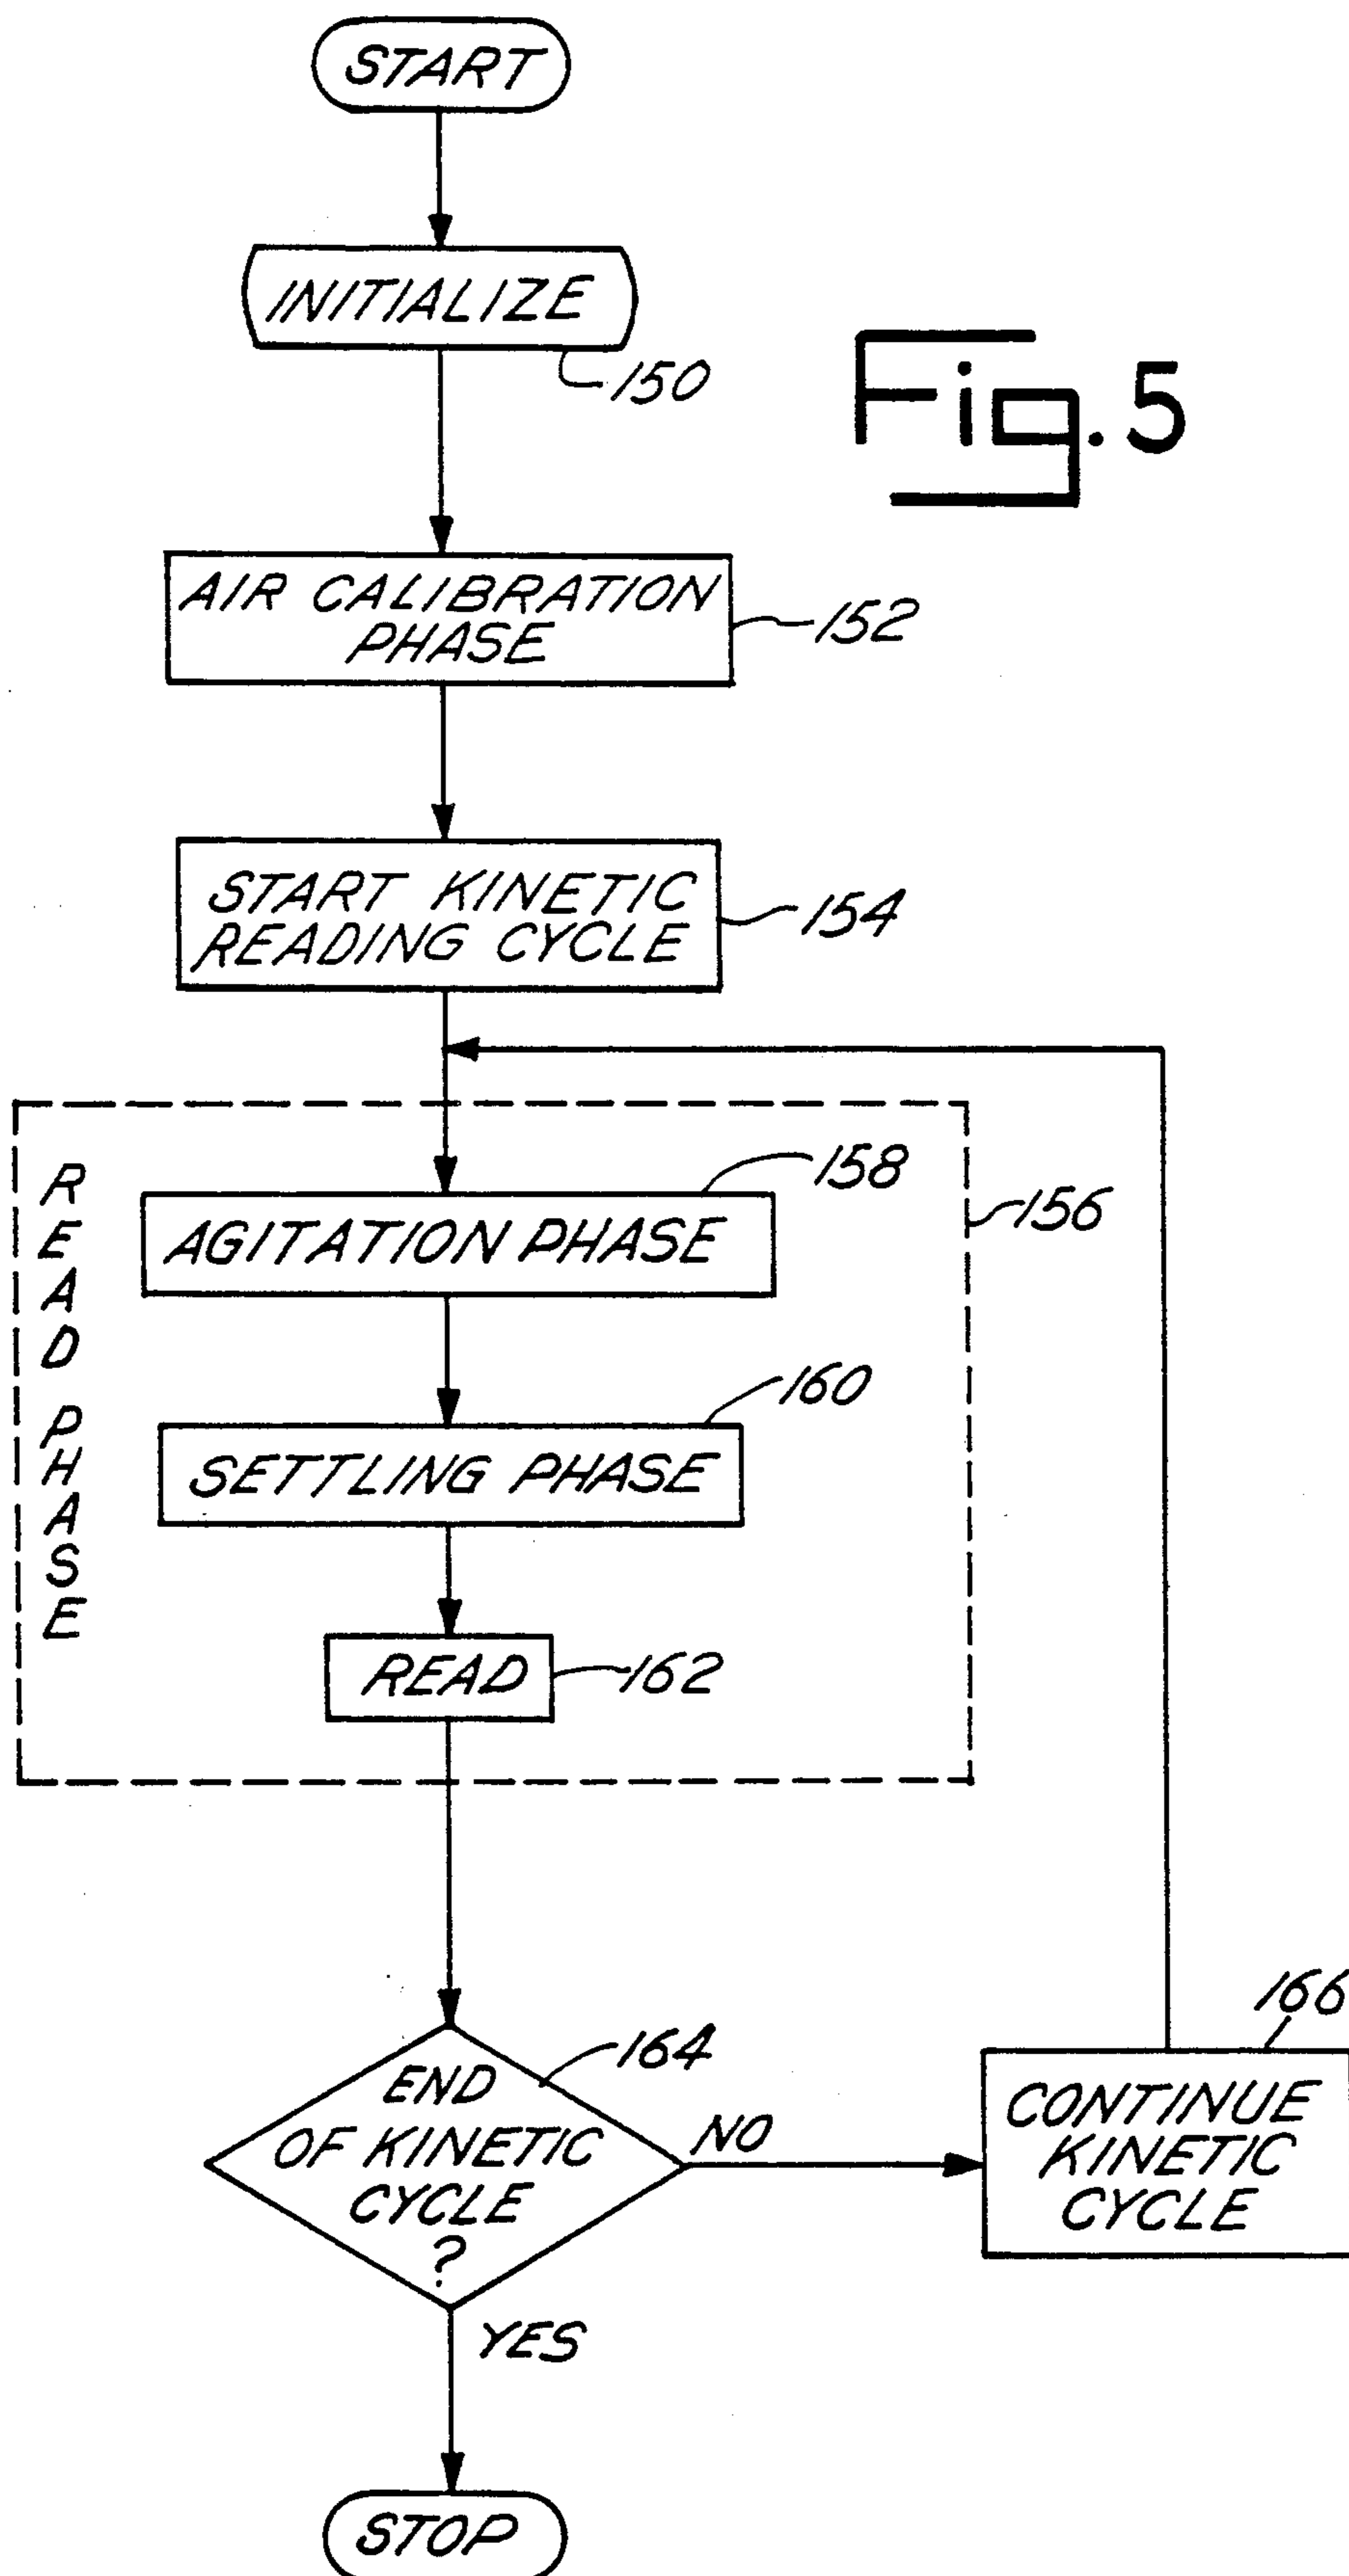 START
INITIALIZE
150
Fig. 5
AIR CALIBRATION
PHASE
152
START KINETIC
READING CYCLE
154
READ PHASE
156
AGITATION PHASE
158
SETTLING PHASE
160
READ
162
END
OF KINETIC
CYCLE
?
164
NO
CONTINUE
KINETIC
CYCLE
166
YES
STOP